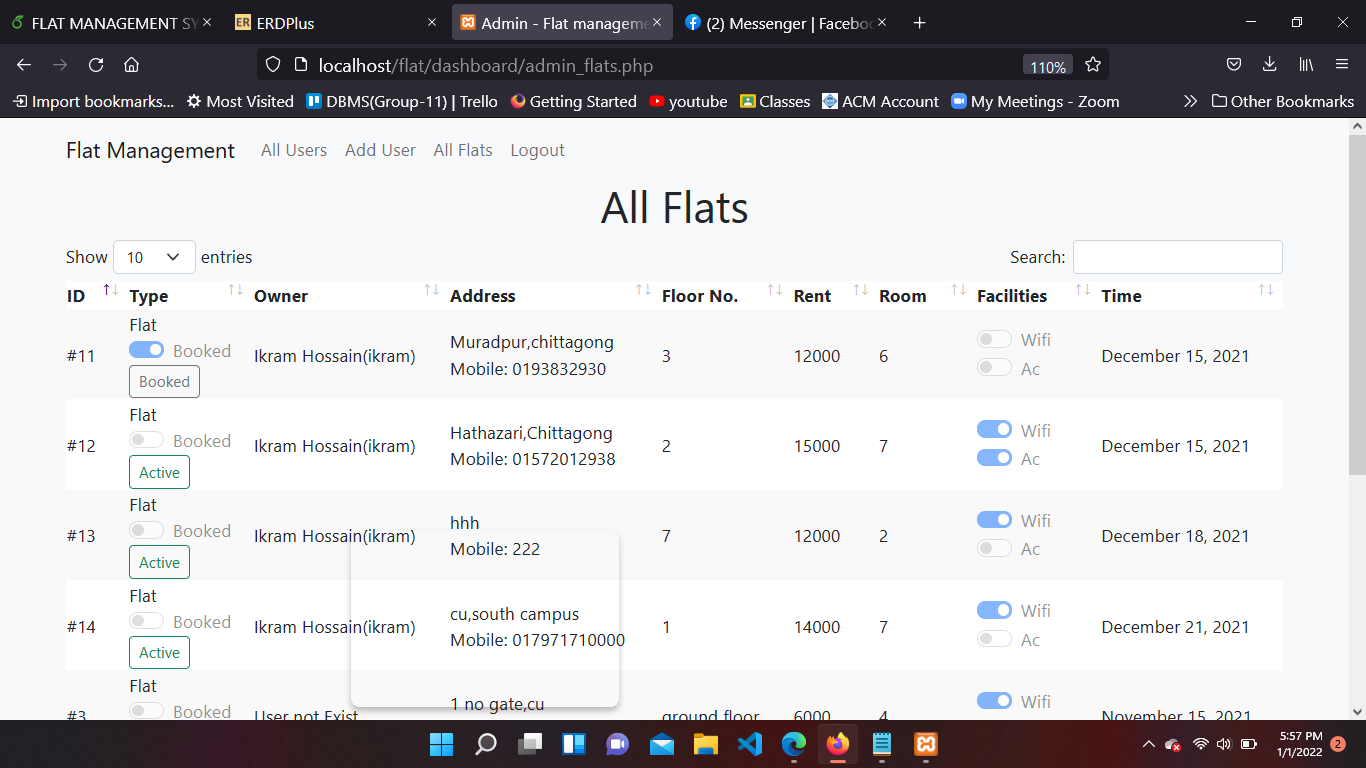 FLAT MANAGEMENT SY
ERDPlus
Admin - Flat manageme
(2) Messenger | Facebo
localhost/flat/dashboard/admin_flats.php
110%
Import bookmarks...
Most Visited
DBMS(Group-11) | Trello
Getting Started
youtube
Classes
ACM Account
My Meetings - Zoom
Other Bookmarks
Flat Management
All Users
Add User
All Flats
Logout
All Flats
Show 10 entries
Search:
ID Type Owner Address Floor No. Rent Room Facilities Time
#11
Flat
Booked
Booked
Ikram Hossain(ikram)
Muradpur,chittagong
Mobile: 0193832930
3
12000
6
Wifi
Ac
December 15, 2021
#12
Flat
Booked
Active
Ikram Hossain(ikram)
Hathazari,Chittagong
Mobile: 01572012938
2
15000
7
Wifi
Ac
December 15, 2021
#13
Flat
Booked
Active
Ikram Hossain(ikram)
hhh
Mobile: 222
7
12000
2
Wifi
Ac
December 18, 2021
#14
Flat
Booked
Active
Ikram Hossain(ikram)
cu,south campus
Mobile: 017971710000
1
14000
7
Wifi
Ac
December 21, 2021
#3
Flat
Booked
User not Exist
1 no gate,cu
ground floor
6000
4
Wifi
November 15, 2021
5:57 PM
1/1/2022
2